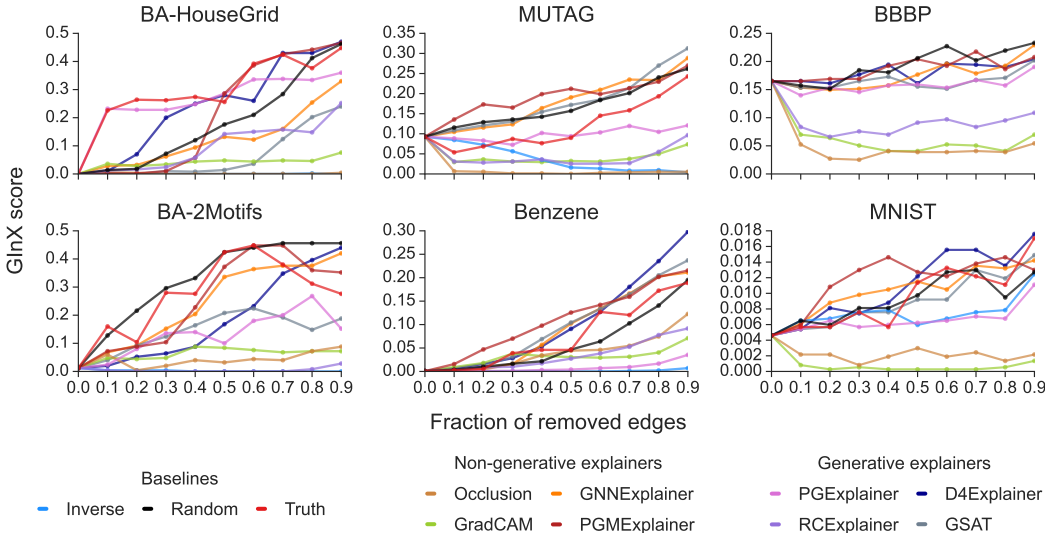 BA-HouseGrid
MUTAG
BBBP
0.5
0.4
0.3
0.2
0.1
0.0
0.35
0.30
0.25
0.20
0.15
0.10
0.05
0.00
0.25
0.20
0.15
0.10
0.05
0.00
GInX score
BA-2Motifs
Benzene
MNIST
0.5
0.4
0.3
0.2
0.1
0.0
0.30
0.25
0.20
0.15
0.10
0.05
0.00
0.018
0.016
0.014
0.012
0.010
0.008
0.006
0.004
0.002
0.000
0.0 0.1 0.2 0.3 0.4 0.5 0.6 0.7 0.8 0.9
0.0 0.1 0.2 0.3 0.4 0.5 0.6 0.7 0.8 0.9
0.0 0.1 0.2 0.3 0.4 0.5 0.6 0.7 0.8 0.9
Fraction of removed edges
Baselines
Inverse Random Truth
Non-generative explainers
Occlusion GNNExplainer
GradCAM PGMExplainer
Generative explainers
PGExplainer D4Explainer
RCExplainer GSAT